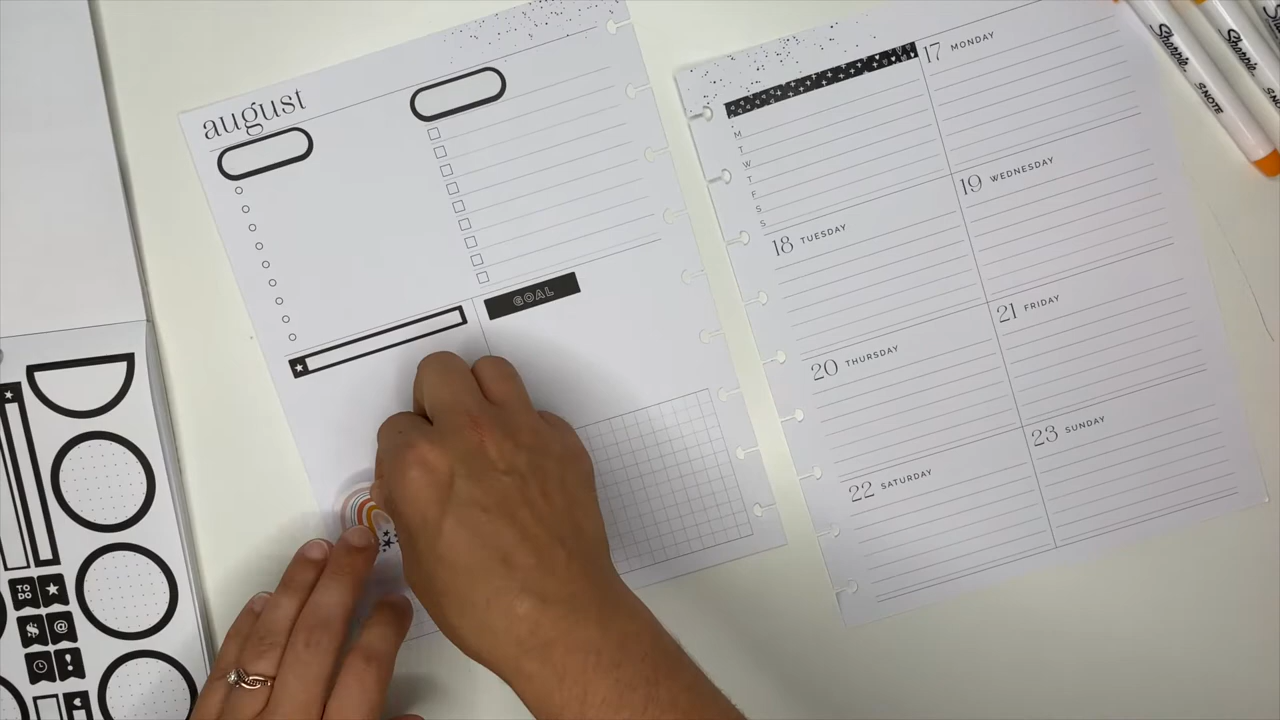 august
GOAL
M
T
W
T
F
S
S
17 MONDAY
18 TUESDAY
19 WEDNESDAY
20 THURSDAY
21 FRIDAY
22 SATURDAY
23 SUNDAY
Sharpie
S·NOTE
Sharpie
S·NOTE
TO DO
$
@
!